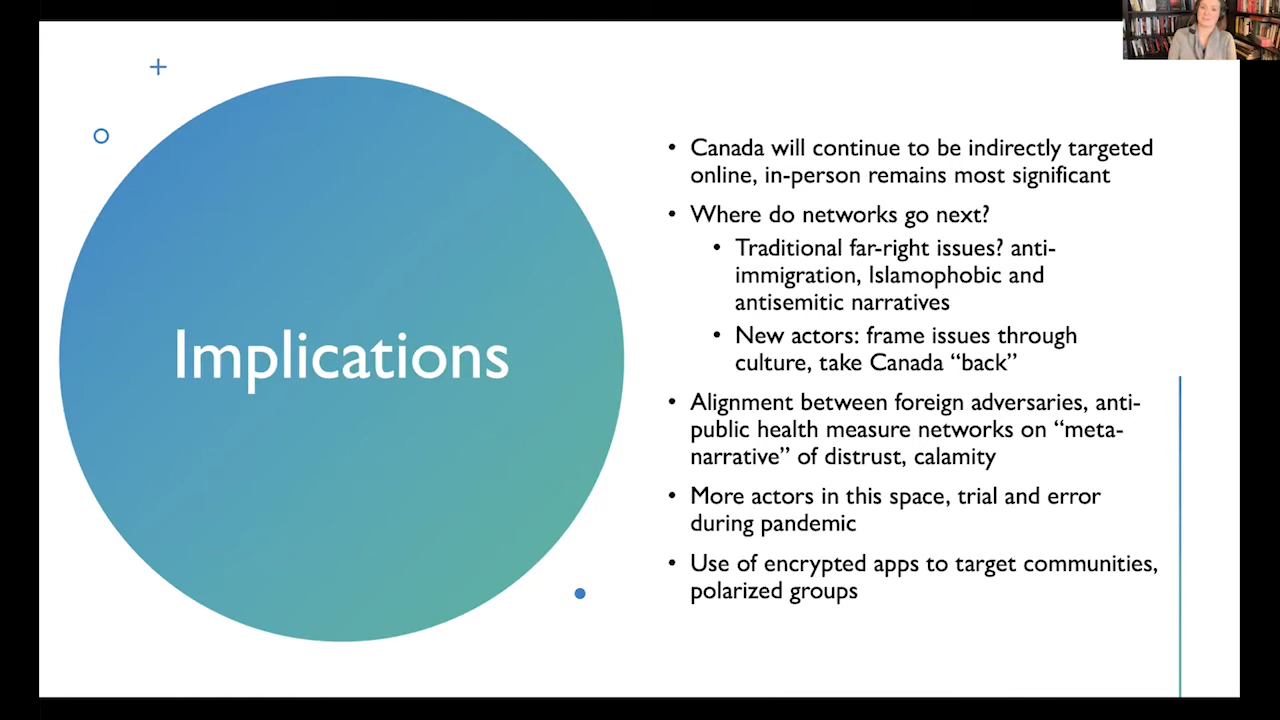 Implications
• Canada will continue to be indirectly targeted
online, in-person remains most significant
• Where do networks go next?
• Traditional far-right issues? anti-
immigration, Islamophobic and
antisemitic narratives
• New actors: frame issues through
culture, take Canada “back”
• Alignment between foreign adversaries, anti-
public health measure networks on “meta-
narrative” of distrust, calamity
• More actors in this space, trial and error
during pandemic
• Use of encrypted apps to target communities,
polarized groups